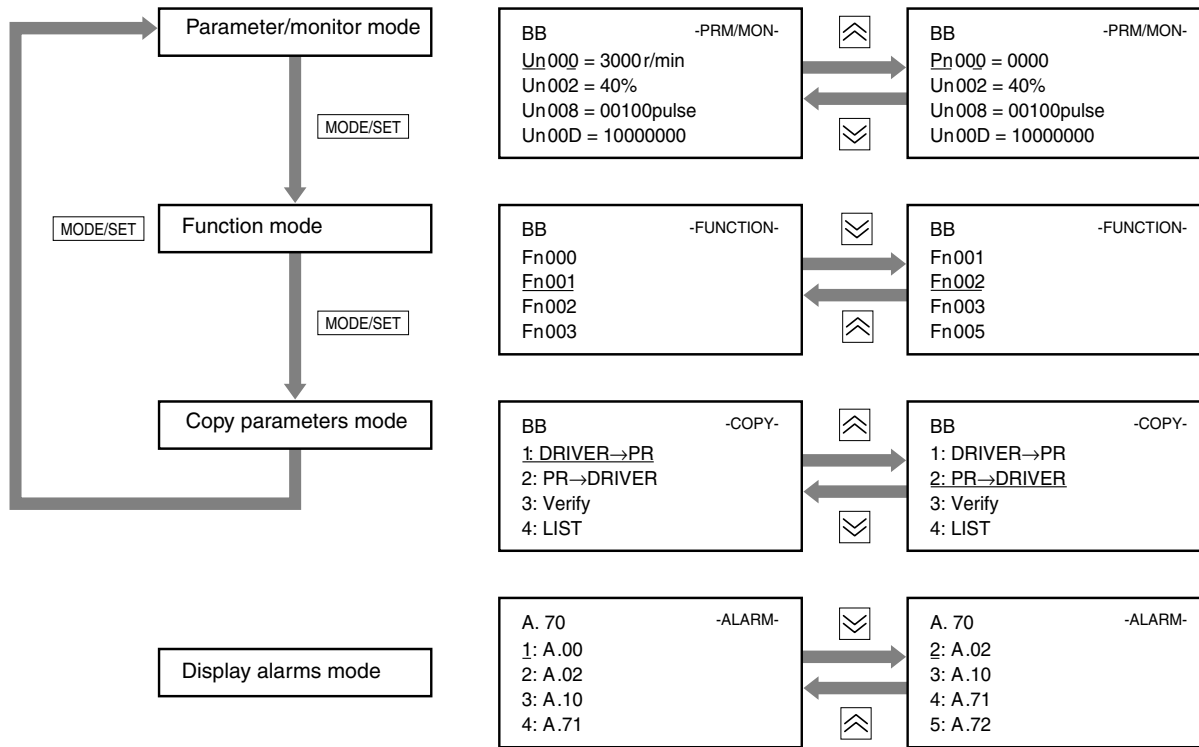 Parameter/monitor mode
MODE/SET
MODE/SET
Function mode
MODE/SET
Copy parameters mode
Display alarms mode
BB -PRM/MON-
Un000 = 3000r/min
Un002 = 40%
Un008 = 00100pulse
Un00D = 10000000
BB -PRM/MON-
Pn000 = 0000
Un002 = 40%
Un008 = 00100pulse
Un00D = 10000000
BB -FUNCTION-
Fn000
Fn001
Fn002
Fn003
BB -FUNCTION-
Fn001
Fn002
Fn003
Fn005
BB -COPY-
1: DRIVER→PR
2: PR→DRIVER
3: Verify
4: LIST
BB -COPY-
1: DRIVER→PR
2: PR→DRIVER
3: Verify
4: LIST
A. 70 -ALARM-
1: A.00
2: A.02
3: A.10
4: A.71
A. 70 -ALARM-
2: A.02
3: A.10
4: A.71
5: A.72